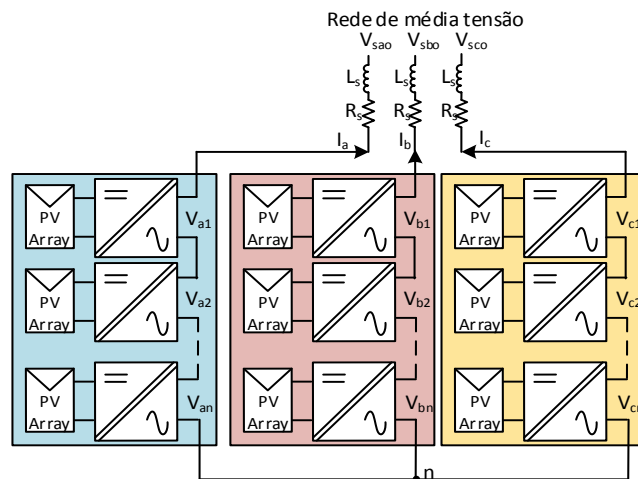 Rede de média tensão
Vsao Vsbo Vsco
Ls Ls Ls
Rs Rs Rs
Ia Ib Ic
PV Array Va1 PV Array Vb1 PV Array Vc1
PV Array Va2 PV Array Vb2 PV Array Vc2
PV Array Van PV Array Vbn PV Array Vcn
n